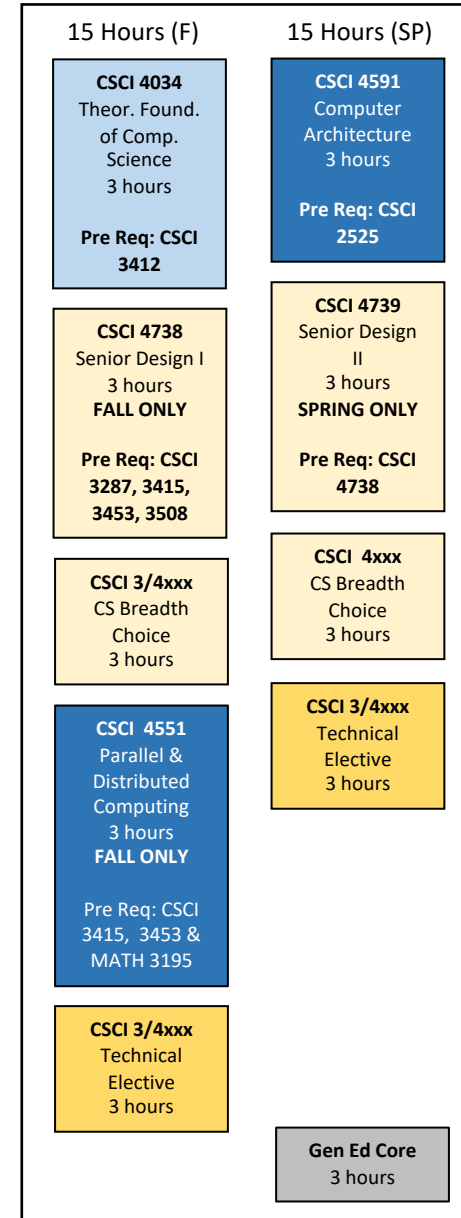 15 Hours (F)
CSCI 4034
Theor. Found.
of Comp.
Science
3 hours
Pre Req: CSCI
3412
CSCI 4738
Senior Design I
3 hours
FALL ONLY
Pre Req: CSCI
3287, 3415,
3453, 3508
CSCI 3/4xxx
CS Breadth
Choice
3 hours
CSCI  4551
Parallel &
Distributed
Computing
3 hours
FALL ONLY
Pre Req: CSCI
3415,  3453 &
MATH 3195
CSCI 3/4xxx
Technical
Elective
3 hours
15 Hours (SP)
CSCI 4591
Computer
Architecture
3 hours
Pre Req: CSCI
2525
CSCI 4739
Senior Design
II
3 hours
SPRING ONLY
Pre Req: CSCI
4738
CSCI  4xxx
CS Breadth
Choice
3 hours
CSCI 3/4xxx
Technical
Elective
3 hours
Gen Ed Core
3 hours